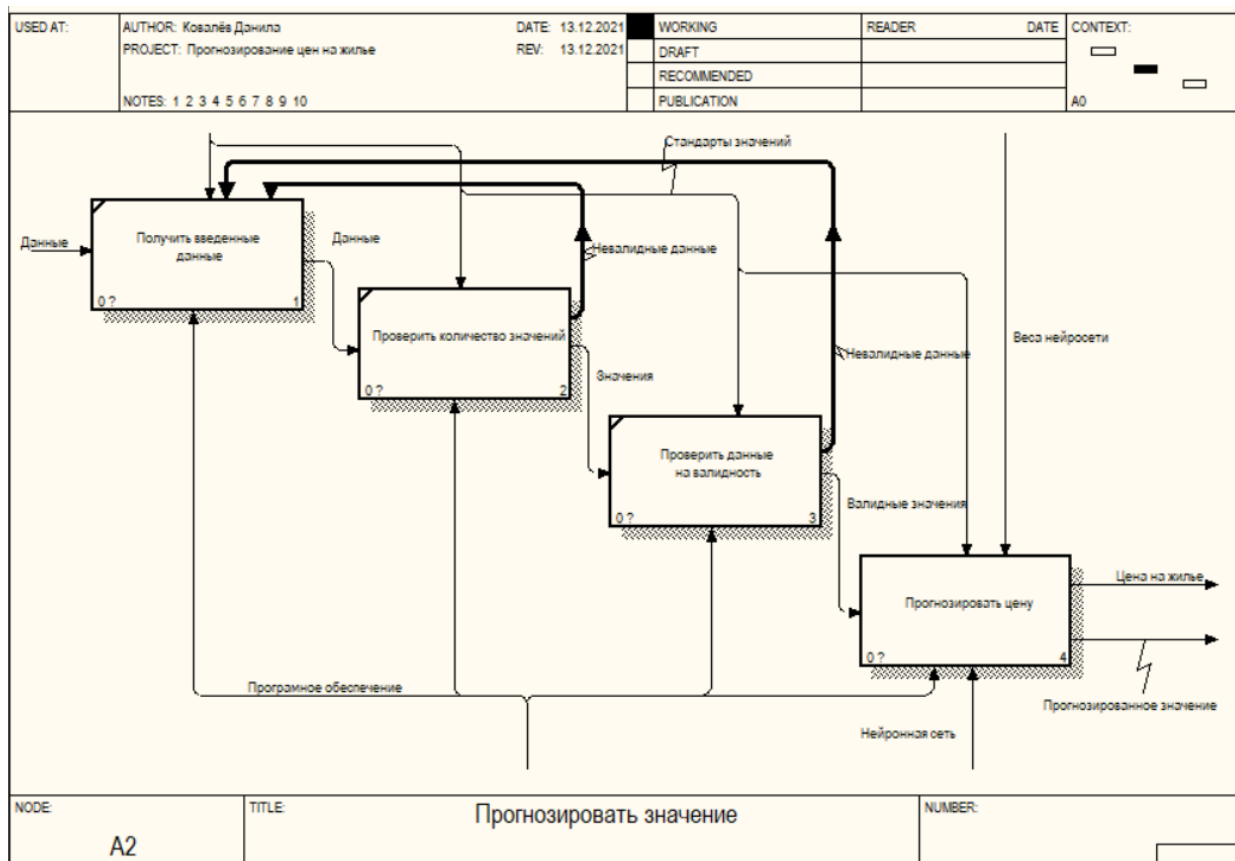 USED AT:
AUTHOR: Ковалёв Данила
DATE: 13.12.2021
WORKING
READER
DATE
CONTEXT:
PROJECT: Прогнозирование цен на жилье
REV: 13.12.2021
DRAFT
RECOMMENDED
NOTES: 1 2 3 4 5 6 7 8 9 10
PUBLICATION
A0
Стандарты значений
Данные
Получить введенные
данные
0 ?
1
Данные
Невалидные данные
Проверить количество значений
0 ?
2
Веса нейросети
Невалидные данные
Значения
Проверить данные
на валидность
0 ?
3
Валидные значения
Прогнозировать цену
0 ?
4
Цена на жилье
Програмное обеспечение
Прогнозированное значение
Нейронная сеть
NODE:
A2
TITLE:
Прогнозировать значение
NUMBER: